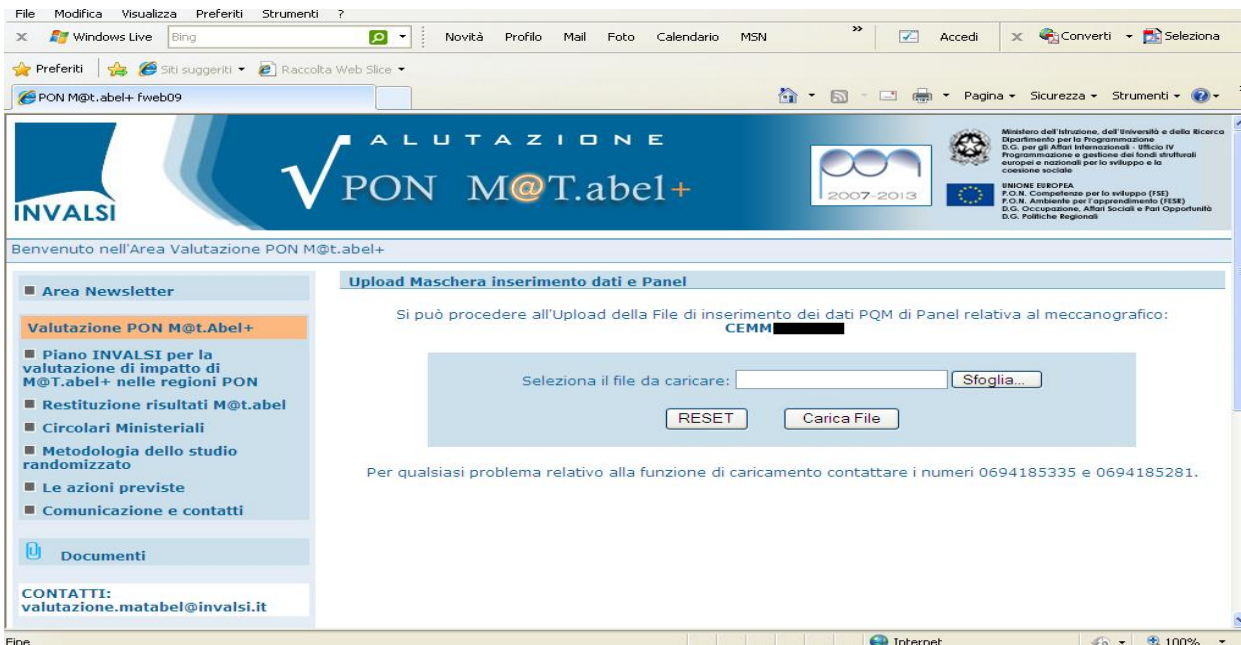 File Modifica Visualizza Preferiti Strumenti ?
Windows Live Bing Novità Profilo Mail Foto Calendario MSN » Accedi Converti Seleziona
Preferiti Siti suggeriti Raccolta Web Slice
PON M@t.abel+ fweb09 Pagina Sicurezza Strumenti
INVALSI
√ALUTAZIONE
PON M@T.abel+
2007-2013
Ministero dell'Istruzione, dell'Università e della Ricerca
Dipartimento per la Programmazione
D.G. per gli Affari Internazionali - Ufficio IV
Programmazione e gestione dei fondi strutturali
europei e nazionali per lo sviluppo e la
coesione sociale
UNIONE EUROPEA
P.O.N. Competenze per lo sviluppo (FSE)
P.O.N. Ambiente per l'apprendimento (FESR)
D.G. Occupazione, Affari Sociali e Pari Opportunità
D.G. Politiche Regionali
Benvenuto nell'Area Valutazione PON M@t.abel+
Area Newsletter
Valutazione PON M@t.Abel+
Piano INVALSI per la
valutazione di impatto di
M@T.abel+ nelle regioni PON
Restituzione risultati M@t.abel
Circolari Ministeriali
Metodologia dello studio
randomizzato
Le azioni previste
Comunicazione e contatti
Documenti
CONTATTI:
valutazione.matabel@invalsi.it
Upload Maschera inserimento dati e Panel
Si può procedere all'Upload della File di inserimento dei dati PQM di Panel relativa al meccanografico:
CEMM
Seleziona il file da caricare: Sfoglia...
RESET Carica File
Per qualsiasi problema relativo alla funzione di caricamento contattare i numeri 0694185335 e 0694185281.
Fine Internet 100%